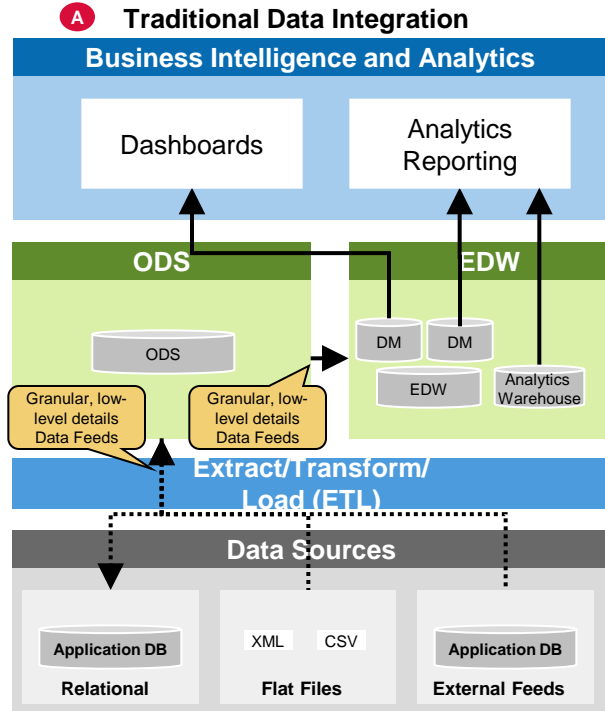 A
Traditional Data Integration
Business Intelligence and Analytics
Dashboards
Analytics
Reporting
ODS
EDW
ODS
DM
DM
EDW
Analytics
Warehouse
Granular, low-
level details
Data Feeds
Granular, low-
level details
Data Feeds
Extract/Transform/
Load (ETL)
Data Sources
Application DB
Relational
XML
CSV
Flat Files
Application DB
External Feeds